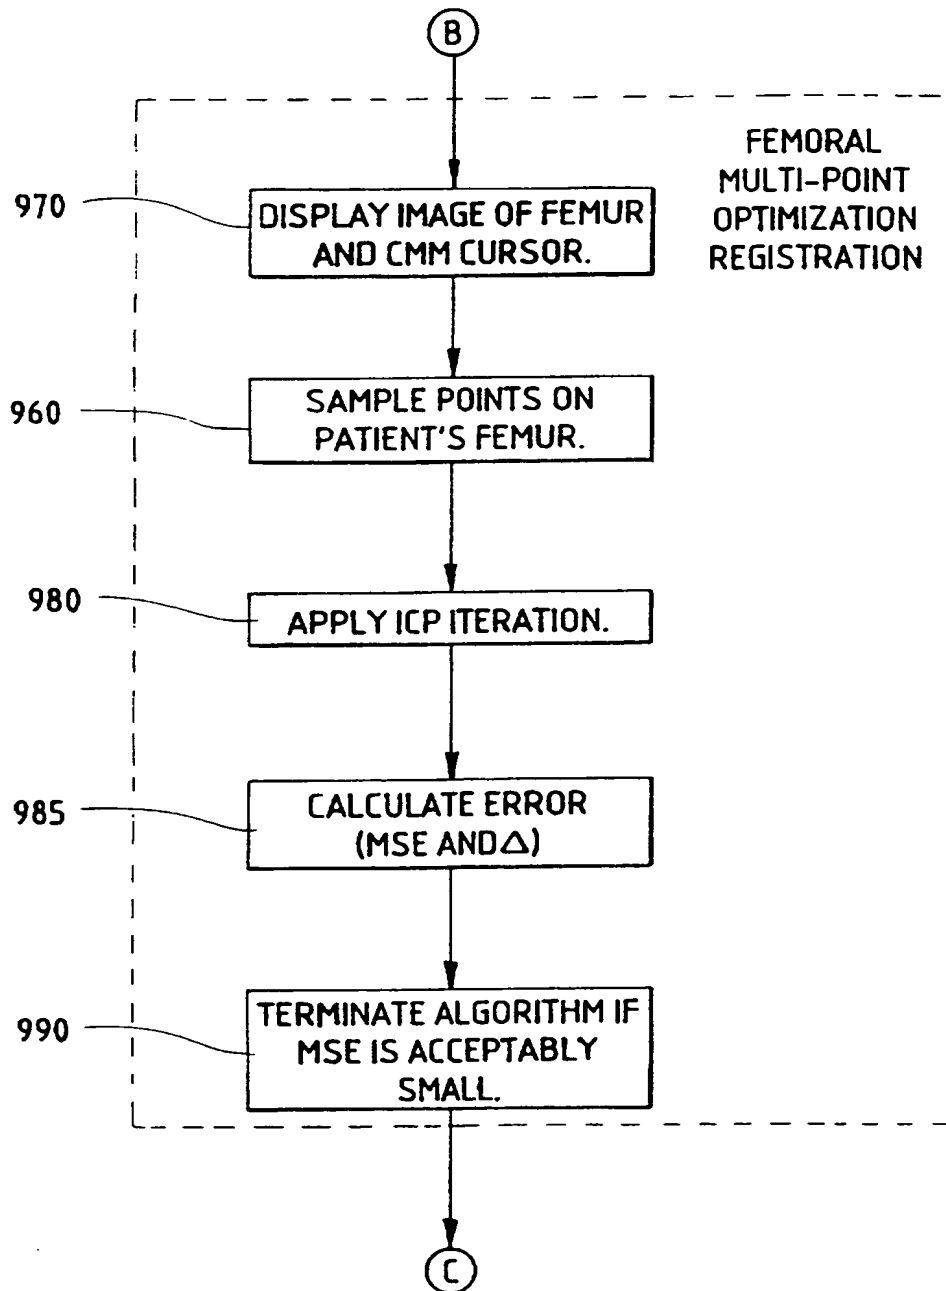 B
FEMORAL
MULTI-POINT
OPTIMIZATION
REGISTRATION
970
DISPLAY IMAGE OF FEMUR
AND CMM CURSOR.
960
SAMPLE POINTS ON
PATIENT'S FEMUR.
980
APPLY ICP ITERATION.
985
CALCULATE ERROR
(MSE AND △)
990
TERMINATE ALGORITHM IF
MSE IS ACCEPTABLY
SMALL.
C